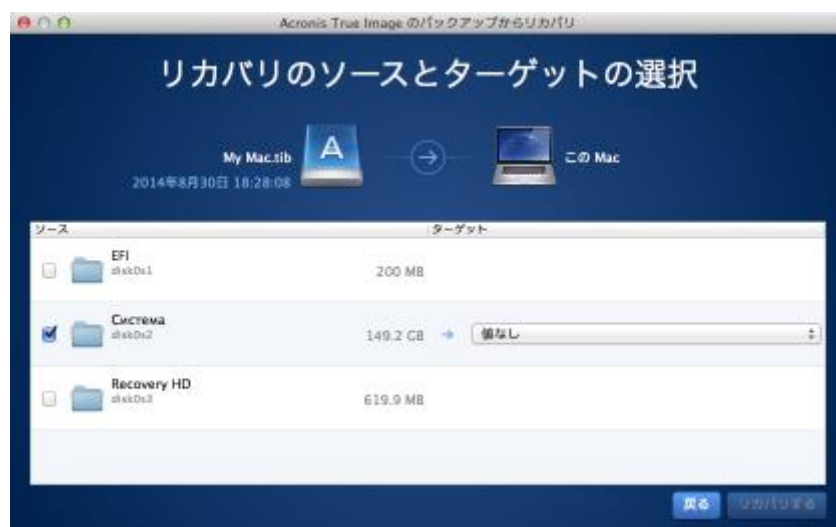 Acronis True Image のバックアップからリカバリ
リカバリのソースとターゲットの選択
My Mac.tib
2014年8月30日 18:28:08
A
この Mac
ソース
ターゲット
EFI
disk0s1
200 MB
Система
disk0s2
149.2 GB
値なし
Recovery HD
disk0s3
619.9 MB
戻る
リカバリする